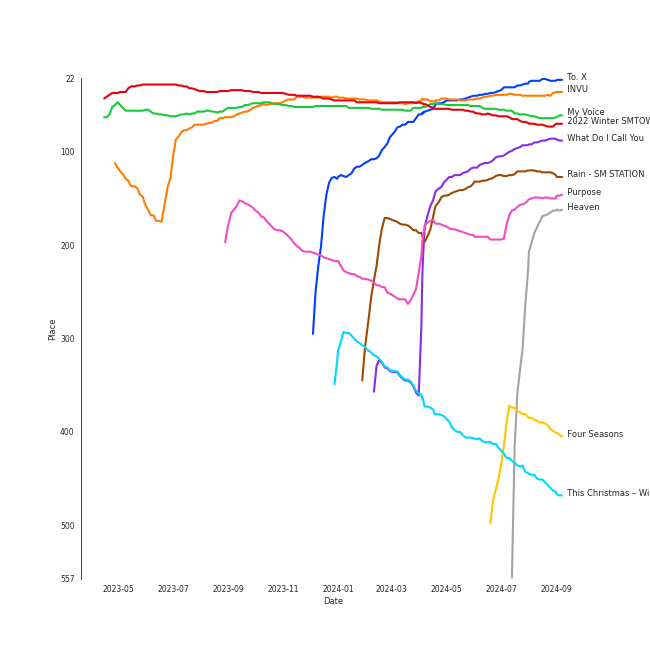 22
100
200
300
400
500
557
Place
2023-05
2023-07
2023-09
2023-11
2024-01
2024-03
2024-05
2024-07
2024-09
Date
To. X
INVU
My Voice
2022 Winter SMTOW
What Do I Call You
Rain - SM STATION
Purpose
Heaven
Four Seasons
This Christmas – Wi